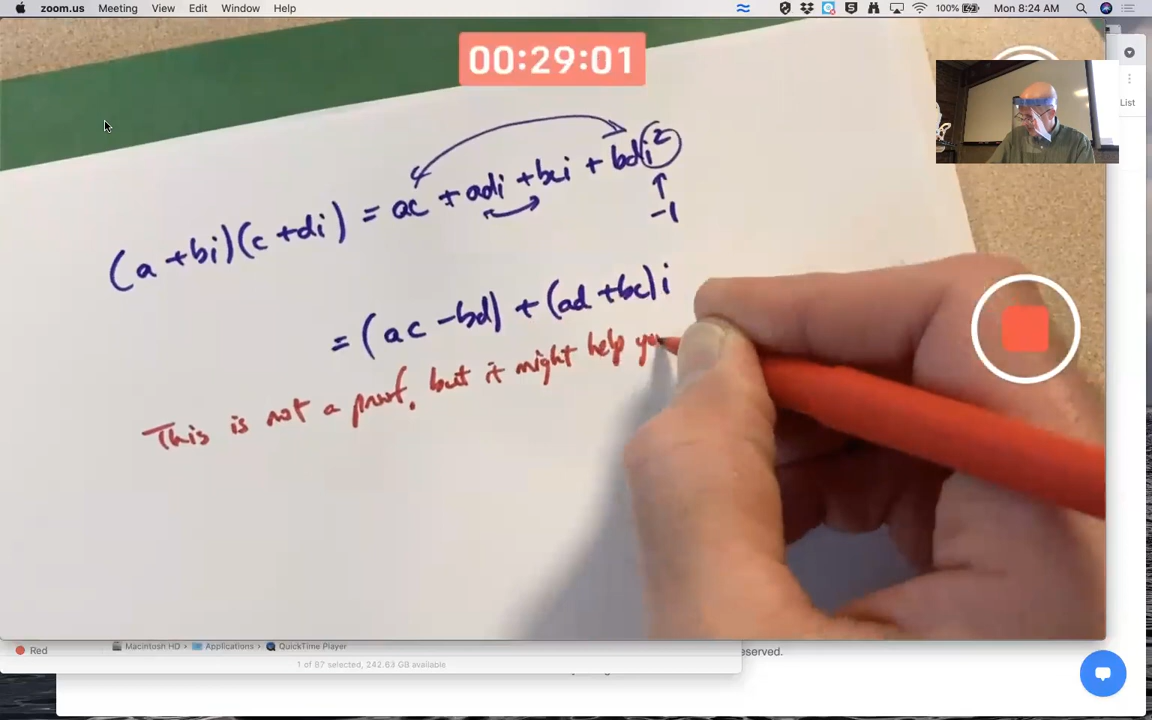 zoom.us Meeting View Edit Window Help 100% Mon 8:24 AM
00:29:01
List
(a+bi)(c+di) = ac + adi + bci + bdi²
-1
= (ac - bd) + (ad + bc)i
This is not a proof, but it might help you
Red Macintosh HD › Applications › QuickTime Player
1 of 87 selected, 242.63 GB available
served.